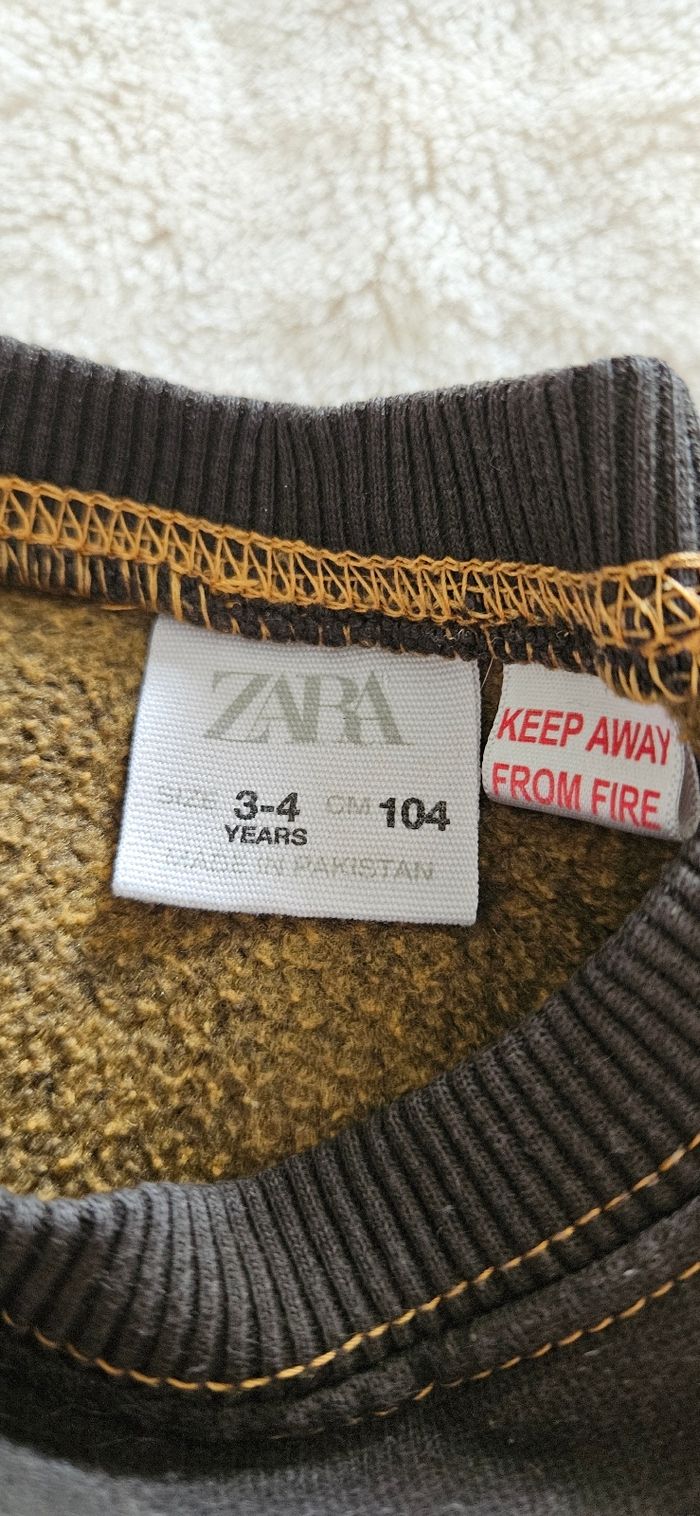 ZARA
SIZE 3-4 CM 104
YEARS
MADE IN PAKISTAN
KEEP AWAY
FROM FIRE